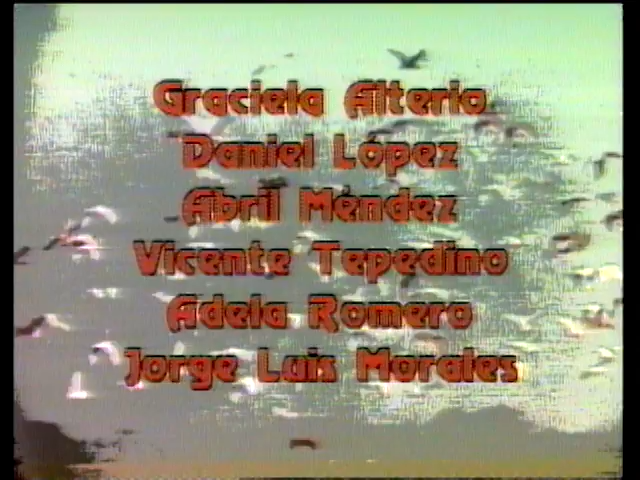 Graciela Alterio
Daniel López
Abril Méndez
Vicente Tepedino
Adela Romero
Jorge Luis Morales